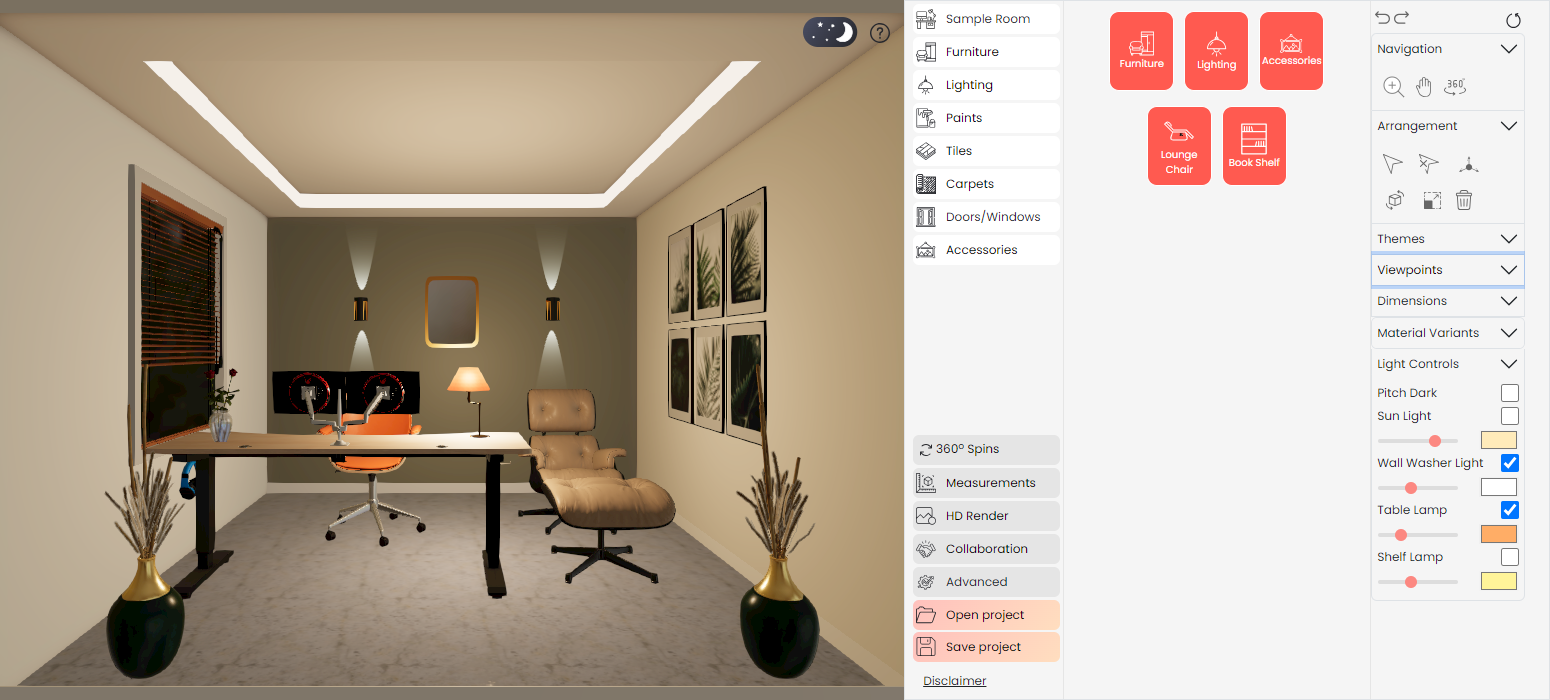 Sample Room
Furniture
Lighting
Paints
Tiles
Carpets
Doors/Windows
Accessories
360º Spins
Measurements
HD Render
Collaboration
Advanced
Open project
Save project
Disclaimer
Furniture
Lighting
Accessories
Lounge
Chair
Book Shelf
Navigation
360°
Arrangement
Themes
Viewpoints
Dimensions
Material Variants
Light Controls
Pitch Dark
Sun Light
Wall Washer Light
Table Lamp
Shelf Lamp